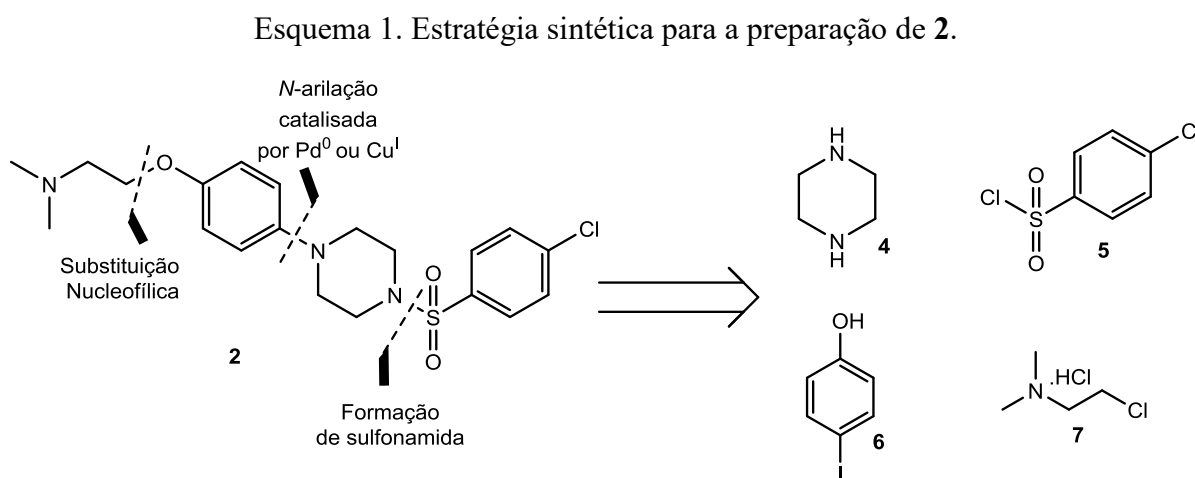 Esquema 1. Estratégia sintética para a preparação de 2.
N-arilação
catalisada
por Pd0 ou CuI
N
O
N
N
S
O
O
Cl
Substituição
Nucleofílica
2
Formação
de sulfonamida
H
N
N
H
4
Cl
S
O
O
C
5
OH
I
6
N
.HCl
Cl
7